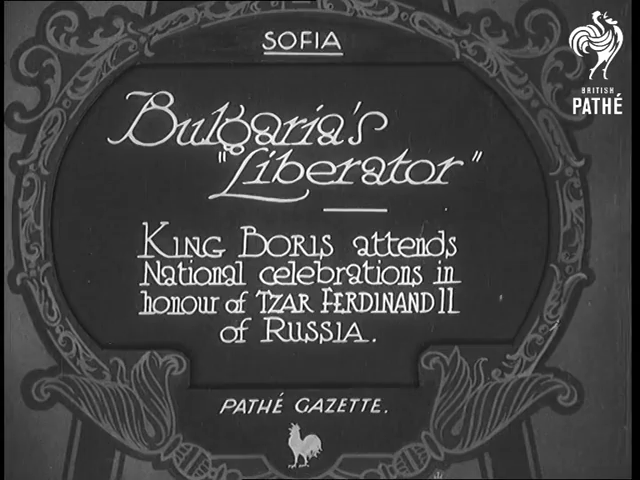 SOFIA
BRITISH
PATHÉ
Bulgaria's
"Liberator"
KING BORIS attends
National celebrations in
honour of TZAR FERDINAND II
of RUSSIA.
PATHÉ GAZETTE.